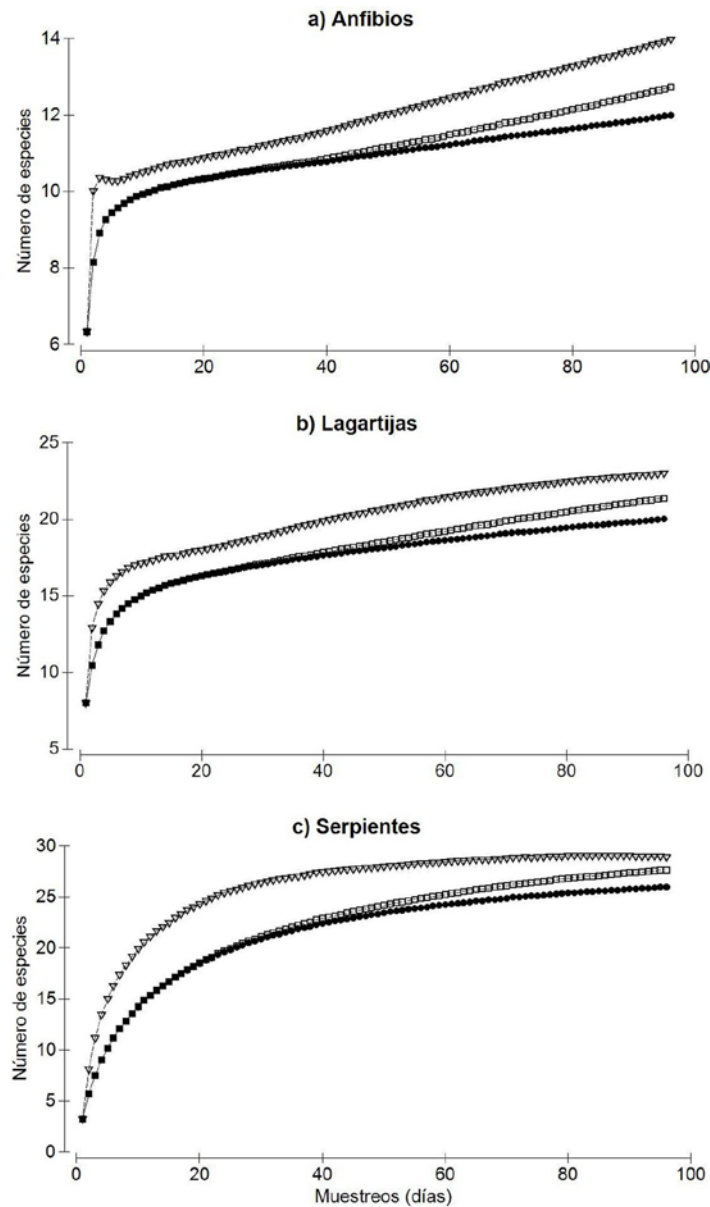 a) Anfibios
14
12
10
8
6
Número de especies
0 20 40 60 80 100
b) Lagartijas
25
20
15
10
5
Número de especies
0 20 40 60 80 100
c) Serpientes
30
25
20
15
10
5
0
Número de especies
0 20 40 60 80 100
Muestreos (días)